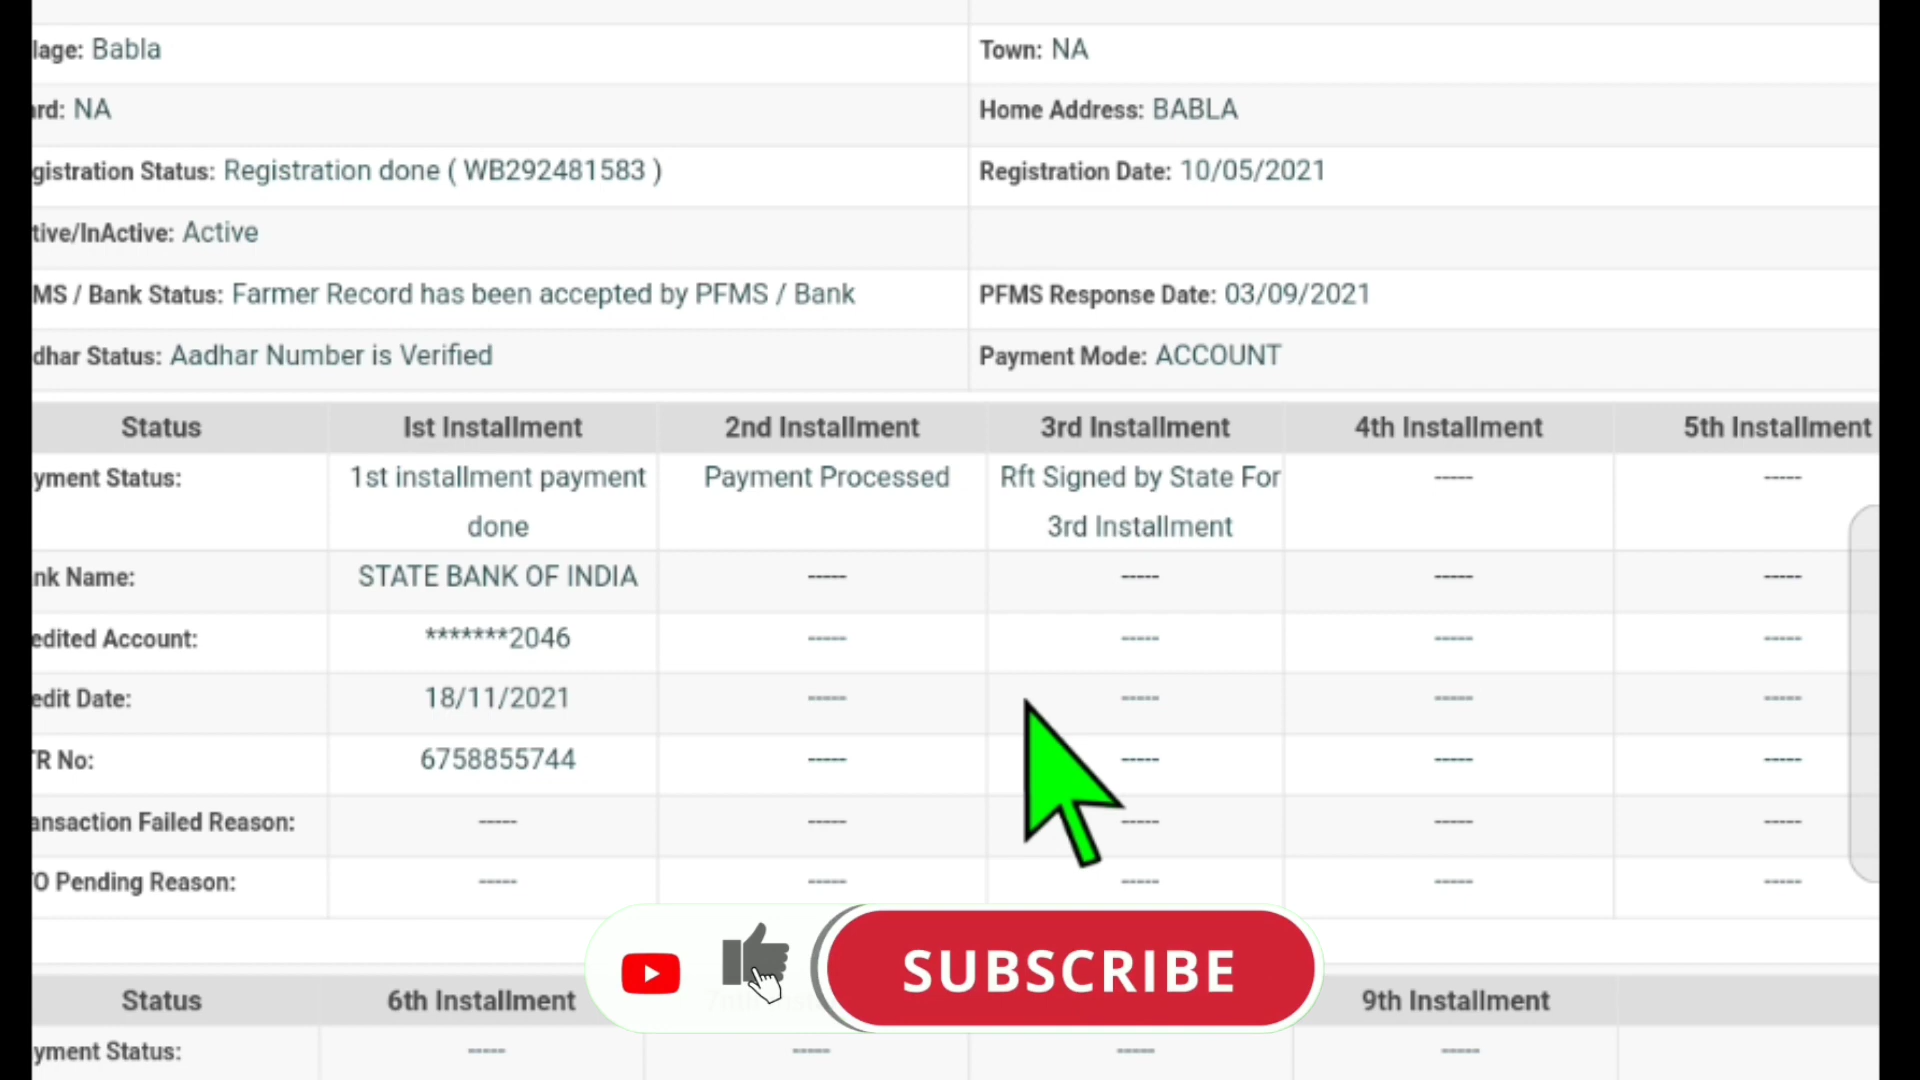 lage: Babla Town: NA
ard: NA Home Address: BABLA
gistration Status: Registration done ( WB292481583 ) Registration Date: 10/05/2021
tive/InActive: Active
MS / Bank Status: Farmer Record has been accepted by PFMS / Bank PFMS Response Date: 03/09/2021
dhar Status: Aadhar Number is Verified Payment Mode: ACCOUNT
Status Ist Installment 2nd Installment 3rd Installment 4th Installment 5th Installment
yment Status: 1st installment payment Payment Processed Rft Signed by State For ----- -----
done 3rd Installment
nk Name: STATE BANK OF INDIA ----- ----- ----- -----
edited Account: *******2046 ----- ----- ----- -----
edit Date: 18/11/2021 ----- ----- ----- -----
TR No: 6758855744 ----- ----- ----- -----
ansaction Failed Reason: ----- ----- ----- ----- -----
TO Pending Reason: ----- ----- ----- ----- -----
SUBSCRIBE
Status 6th Installment 9th Installment
yment Status: ----- ----- ----- -----